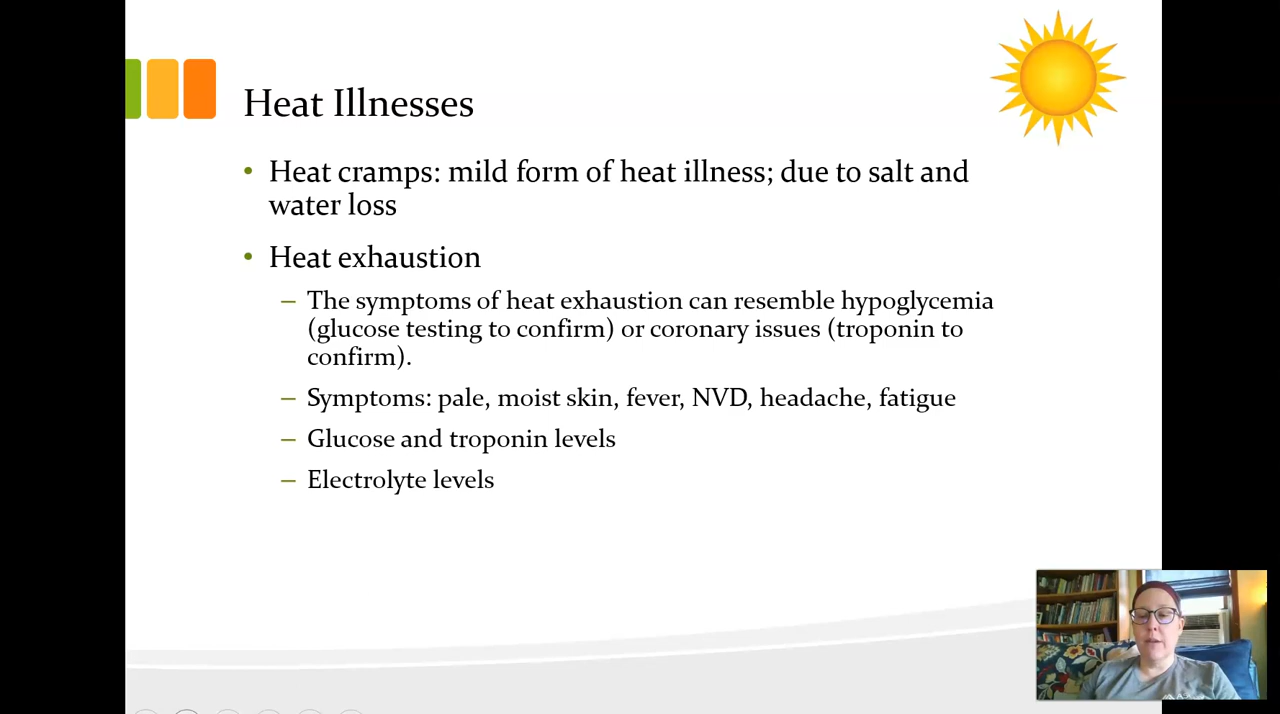 Heat Illnesses
• Heat cramps: mild form of heat illness; due to salt and
water loss
• Heat exhaustion
– The symptoms of heat exhaustion can resemble hypoglycemia
(glucose testing to confirm) or coronary issues (troponin to
confirm).
– Symptoms: pale, moist skin, fever, NVD, headache, fatigue
– Glucose and troponin levels
– Electrolyte levels